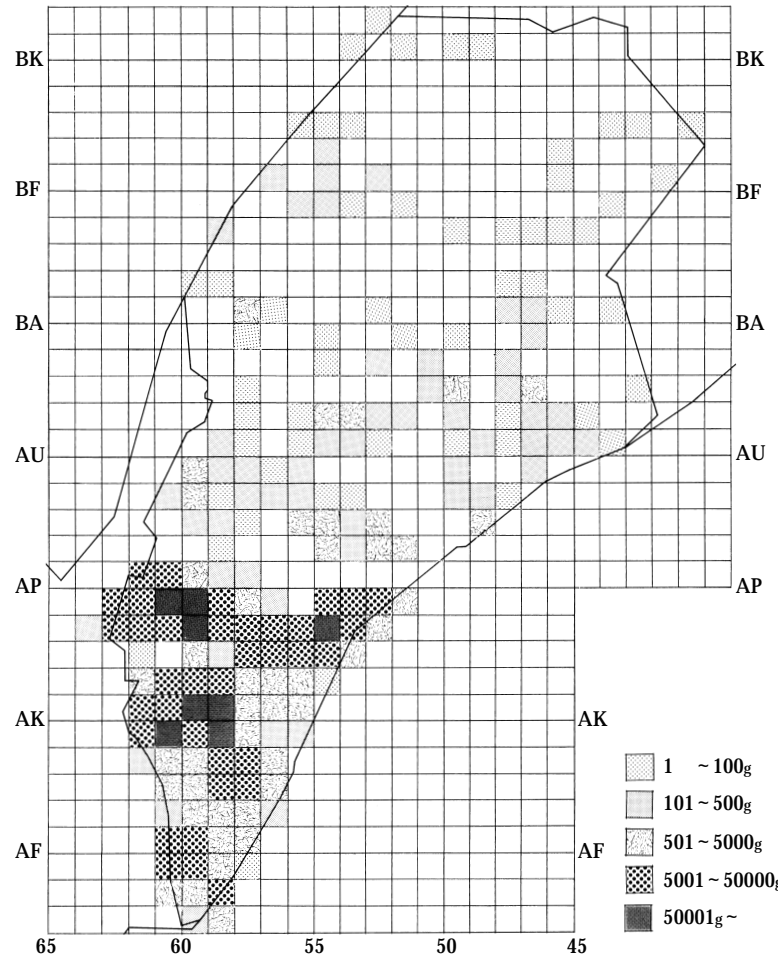 BK BK
BF BF
BA BA
AU AU
AP AP
AK AK
1 ~100g
101~500g
501~5000g
AF AF
5001~50000g
50001g~
65 60 55 50 45